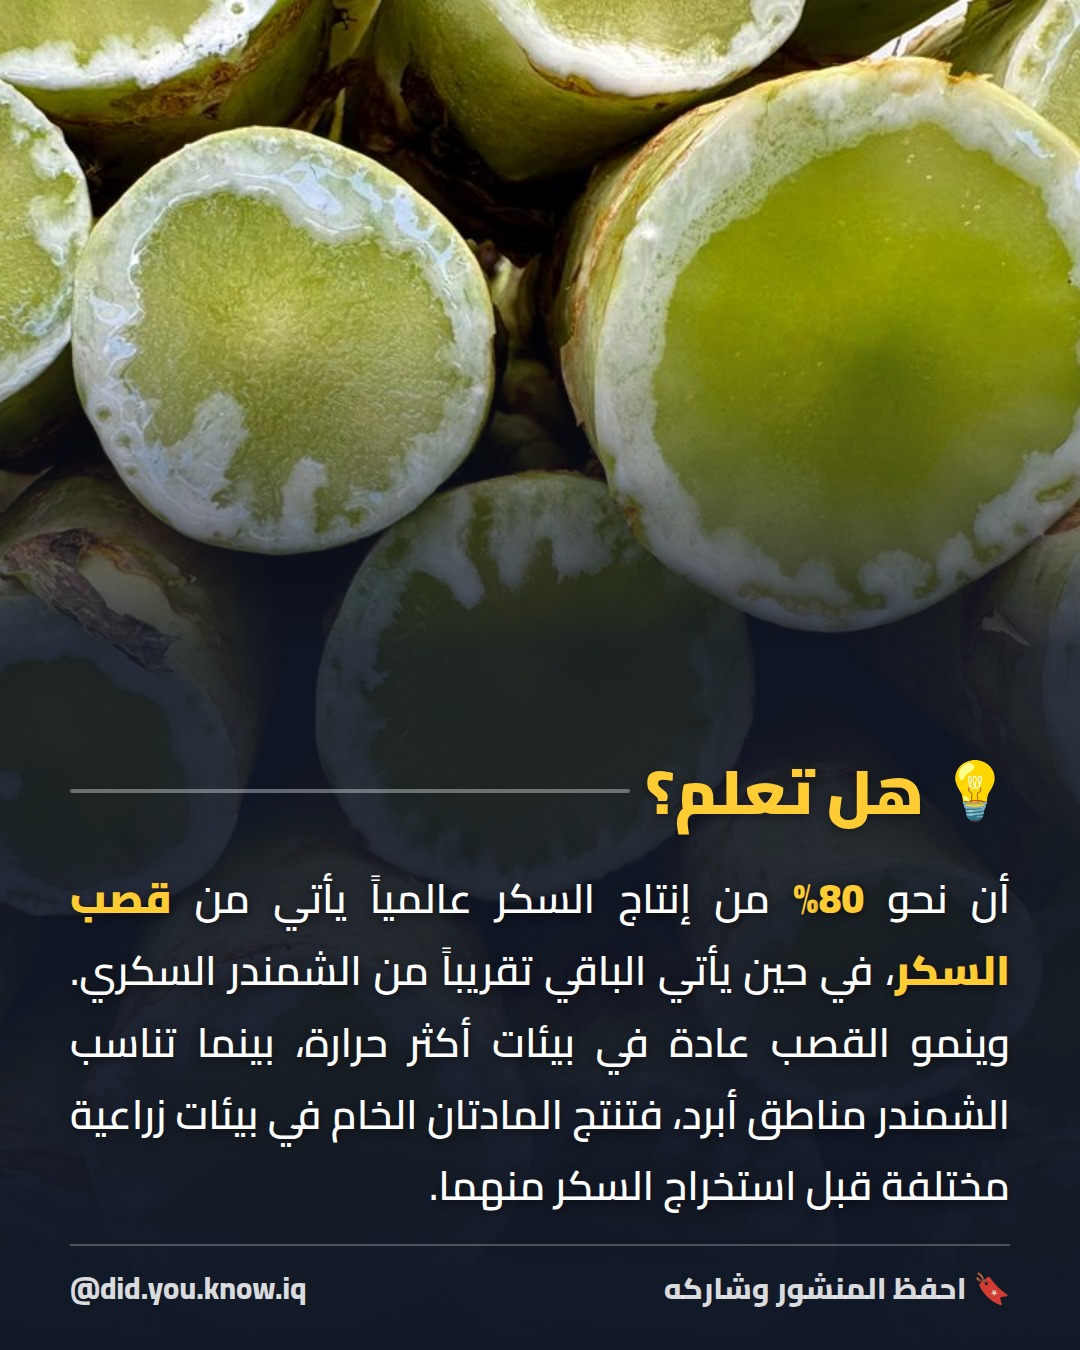 هل تعلم؟
أن نحو 80% من إنتاج السكر عالمياً يأتي من قصب
السكر، في حين يأتي الباقي تقريباً من الشمندر السكري.
وينمو القصب عادة في بيئات أكثر حرارة، بينما تناسب
الشمندر مناطق أبرد، فتنتج المادتان الخام في بيئات زراعية
مختلفة قبل استخراج السكر منهما.
احفظ المنشور وشاركه
@did.you.know.iq